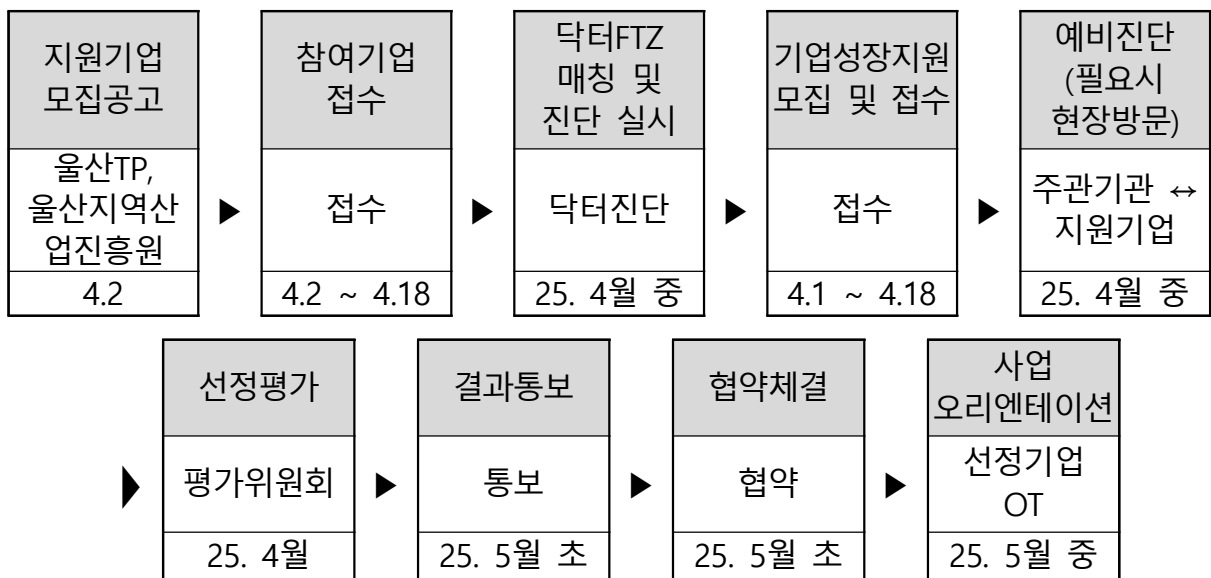 지원기업
모집공고
울산TP,
울산지역산
업진흥원
4.2
▶
참여기업
접수
접수
4.2 ~ 4.18
▶
닥터FTZ
매칭 및
진단 실시
닥터진단
25. 4월 중
▶
기업성장지원
모집 및 접수
접수
4.1 ~ 4.18
▶
예비진단
(필요시
현장방문)
주관기관 ↔
지원기업
25. 4월 중
▶
선정평가
평가위원회
25. 4월
▶
결과통보
통보
25. 5월 초
▶
협약체결
협약
25. 5월 초
▶
사업
오리엔테이션
선정기업
OT
25. 5월 중